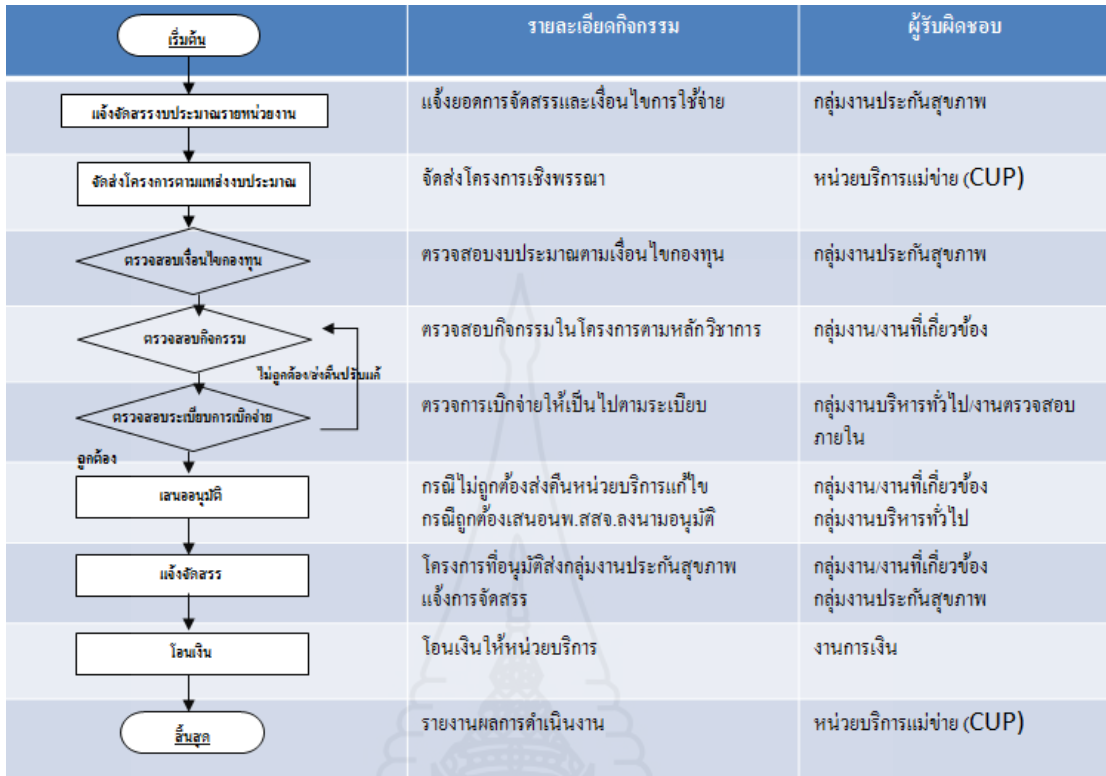 เริ่มต้น
รายละเอียดกิจกรรม
ผู้รับผิดชอบ
แจ้งจัดสรรงบประมาณรายหน่วยงาน
แจ้งยอดการจัดสรรและเงื่อนไขการใช้จ่าย
กลุ่มงานประกันสุขภาพ
จัดส่งโครงการตามแหล่งงบประมาณ
จัดส่งโครงการเชิงพรรณา
หน่วยบริการแม่ข่าย (CUP)
ตรวจสอบเงื่อนไขกองทุน
ตรวจสอบงบประมาณตามเงื่อนไขกองทุน
กลุ่มงานประกันสุขภาพ
ตรวจสอบกิจกรรม
ตรวจสอบกิจกรรมในโครงการตามหลักวิชาการ
กลุ่มงาน/งานที่เกี่ยวข้อง
ไม่ถูกต้อง/ส่งคืนปรับแก้
ตรวจสอบระเบียบการเบิกจ่าย
ตรวจการเบิกจ่ายให้เป็นไปตามระเบียบ
กลุ่มงานบริหารทั่วไป/งานตรวจสอบ
ภายใน
ถูกต้อง
เสนออนุมัติ
กรณีไม่ถูกต้องส่งคืนหน่วยบริการแก้ไข
กรณีถูกต้องเสนอนพ.สสจ.ลงนามอนุมัติ
กลุ่มงาน/งานที่เกี่ยวข้อง
กลุ่มงานบริหารทั่วไป
แจ้งจัดสรร
โครงการที่อนุมัติส่งกลุ่มงานประกันสุขภาพ
แจ้งการจัดสรร
กลุ่มงาน/งานที่เกี่ยวข้อง
กลุ่มงานประกันสุขภาพ
โอนเงิน
โอนเงินให้หน่วยบริการ
งานการเงิน
สิ้นสุด
รายงานผลการดำเนินงาน
หน่วยบริการแม่ข่าย (CUP)